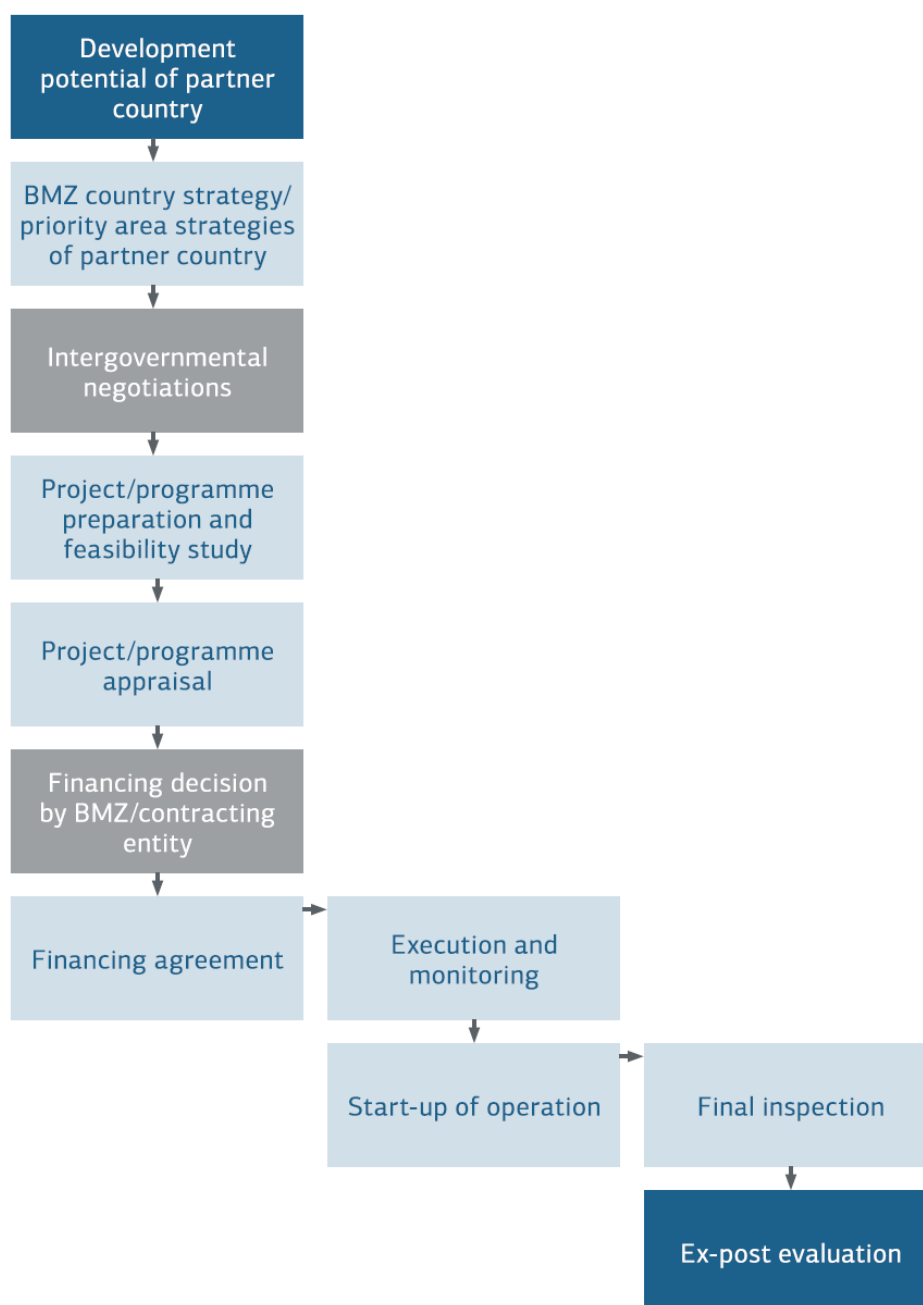 Development
potential of partner
country
BMZ country strategy/
priority area strategies
of partner country
Intergovernmental
negotiations
Project/programme
preparation and
feasibility study
Project/programme
appraisal
Financing decision
by BMZ/contracting
entity
Financing agreement
Execution and
monitoring
Start-up of operation
Final inspection
Ex-post evaluation